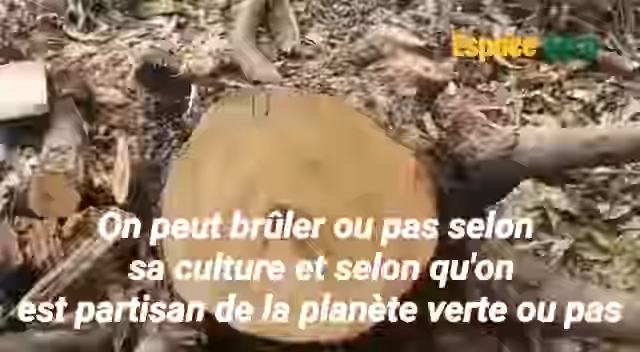 Espace
On peut brûler ou pas selon
sa culture et selon qu'on
est partisan de la planète verte ou pas